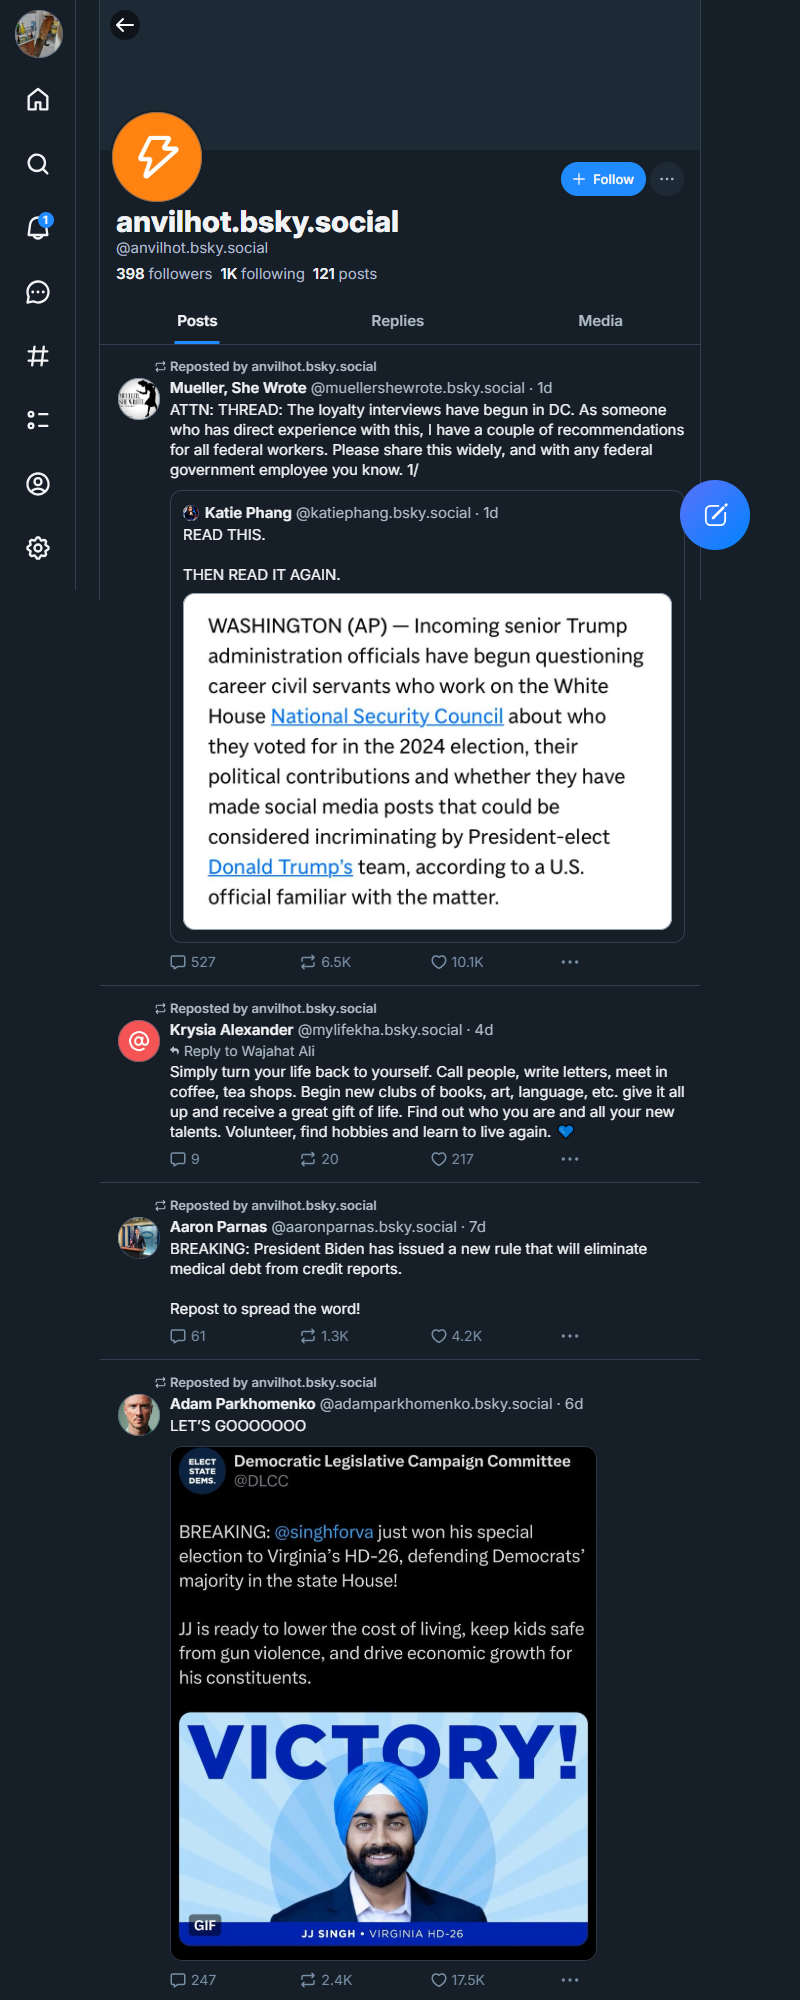 1
+ Follow
anvilhot.bsky.social
@anvilhot.bsky.social
398 followers 1K following 121 posts
Posts Replies Media
Reposted by anvilhot.bsky.social
Mueller, She Wrote @muellershewrote.bsky.social · 1d
ATTN: THREAD: The loyalty interviews have begun in DC. As someone
who has direct experience with this, I have a couple of recommendations
for all federal workers. Please share this widely, and with any federal
government employee you know. 1/
Katie Phang @katiephang.bsky.social · 1d
READ THIS.
THEN READ IT AGAIN.
WASHINGTON (AP) — Incoming senior Trump
administration officials have begun questioning
career civil servants who work on the White
House National Security Council about who
they voted for in the 2024 election, their
political contributions and whether they have
made social media posts that could be
considered incriminating by President-elect
Donald Trump's team, according to a U.S.
official familiar with the matter.
527 6.5K 10.1K
Reposted by anvilhot.bsky.social
Krysia Alexander @mylifekha.bsky.social · 4d
Reply to Wajahat Ali
Simply turn your life back to yourself. Call people, write letters, meet in
coffee, tea shops. Begin new clubs of books, art, language, etc. give it all
up and receive a great gift of life. Find out who you are and all your new
talents. Volunteer, find hobbies and learn to live again. 💙
9 20 217
Reposted by anvilhot.bsky.social
Aaron Parnas @aaronparnas.bsky.social · 7d
BREAKING: President Biden has issued a new rule that will eliminate
medical debt from credit reports.
Repost to spread the word!
61 1.3K 4.2K
Reposted by anvilhot.bsky.social
Adam Parkhomenko @adamparkhomenko.bsky.social · 6d
LET'S GOOOOOOO
ELECT
STATE
DEMS.
Democratic Legislative Campaign Committee
@DLCC
BREAKING: @singhforva just won his special
election to Virginia's HD-26, defending Democrats'
majority in the state House!
JJ is ready to lower the cost of living, keep kids safe
from gun violence, and drive economic growth for
his constituents.
VICTORY!
GIF
JJ SINGH • VIRGINIA HD-26
247 2.4K 17.5K